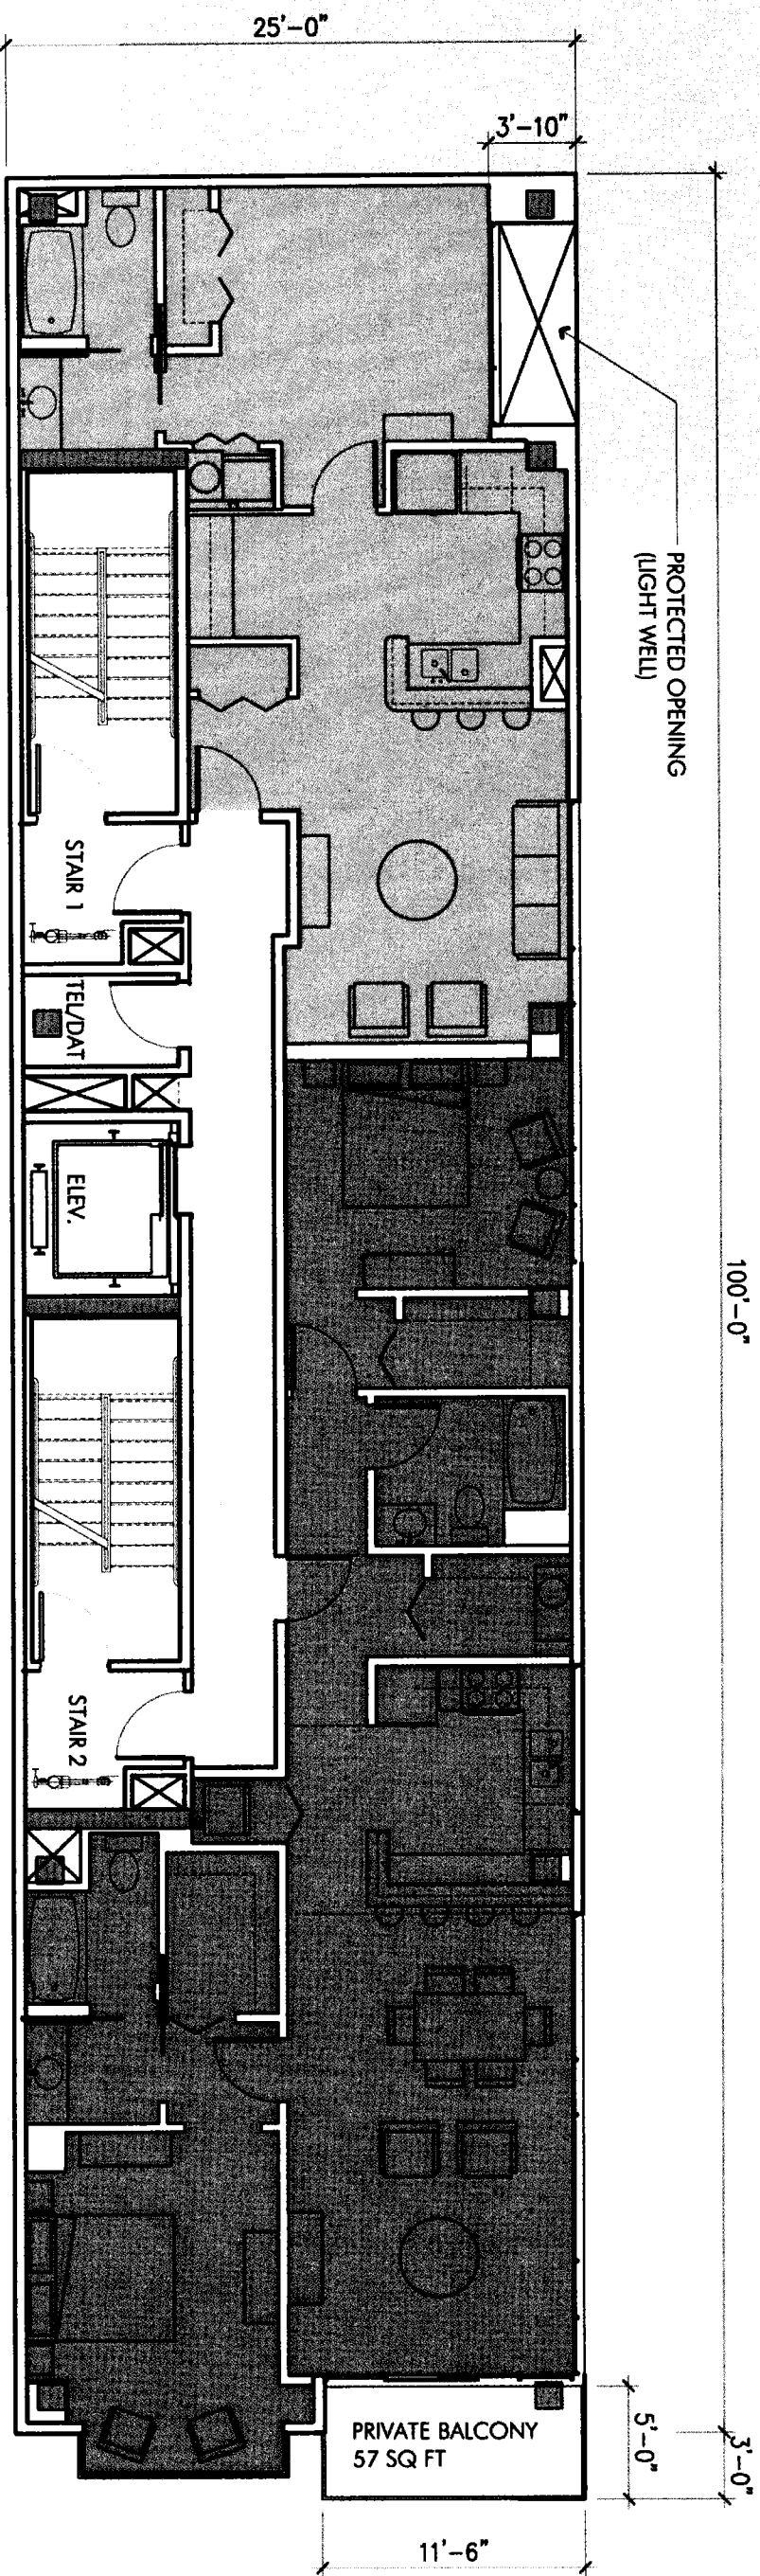 25'-0"
3'-10"
PROTECTED OPENING
(LIGHT WELL)
STAIR 1
TEL/DAT
ELEV.
100'-0"
STAIR 2
3'-0"
5'-0"
PRIVATE BALCONY
57 SQ FT
11'-6"